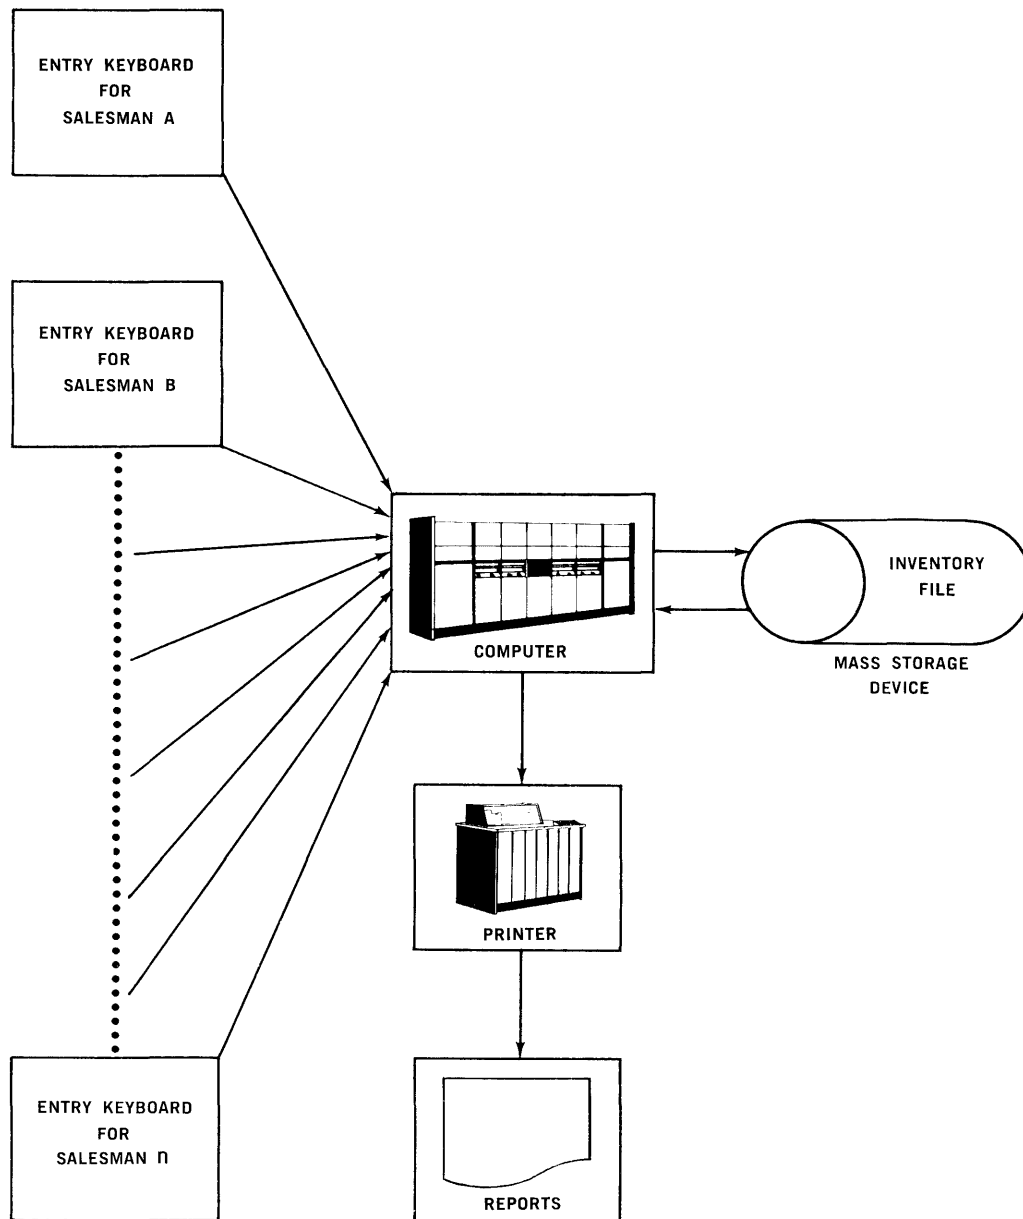 ENTRY KEYBOARD
FOR
SALESMAN A
ENTRY KEYBOARD
FOR
SALESMAN B
COMPUTER
INVENTORY
FILE
MASS STORAGE
DEVICE
PRINTER
ENTRY KEYBOARD
FOR
SALESMAN n
REPORTS